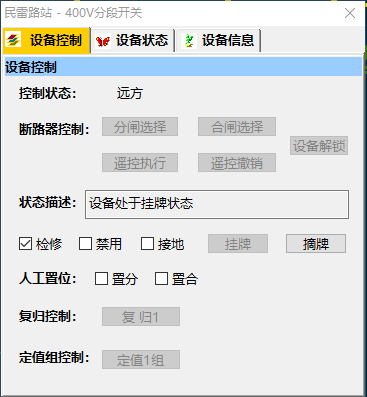 民雷路站 - 400V分段开关
设备控制 设备状态 设备信息
设备控制
控制状态： 远方
断路器控制： 分闸选择 合闸选择
设备解锁
遥控执行 遥控撤销
状态描述： 设备处于挂牌状态
检修 禁用 接地 挂牌 摘牌
人工置位： 置分 置合
复归控制： 复 归1
定值组控制： 定值1组